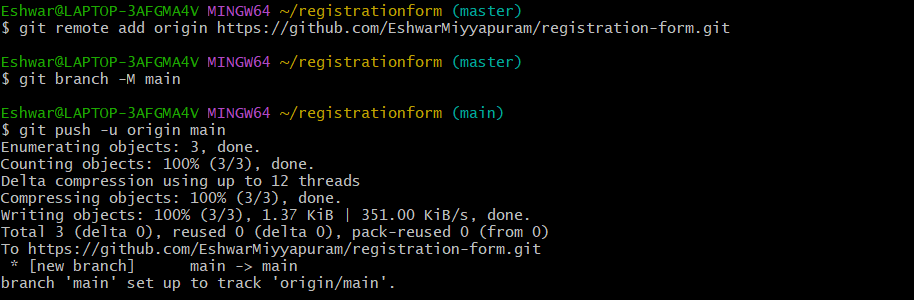 Eshwar@LAPTOP-3AFGMA4V MINGW64 ~/registrationform (master)
$ git remote add origin https://github.com/EshwarMiyyapuram/registration-form.git
Eshwar@LAPTOP-3AFGMA4V MINGW64 ~/registrationform (master)
$ git branch -M main
Eshwar@LAPTOP-3AFGMA4V MINGW64 ~/registrationform (main)
$ git push -u origin main
Enumerating objects: 3, done.
Counting objects: 100% (3/3), done.
Delta compression using up to 12 threads
Compressing objects: 100% (3/3), done.
Writing objects: 100% (3/3), 1.37 KiB | 351.00 KiB/s, done.
Total 3 (delta 0), reused 0 (delta 0), pack-reused 0 (from 0)
To https://github.com/EshwarMiyyapuram/registration-form.git
 * [new branch]      main -> main
branch 'main' set up to track 'origin/main'.